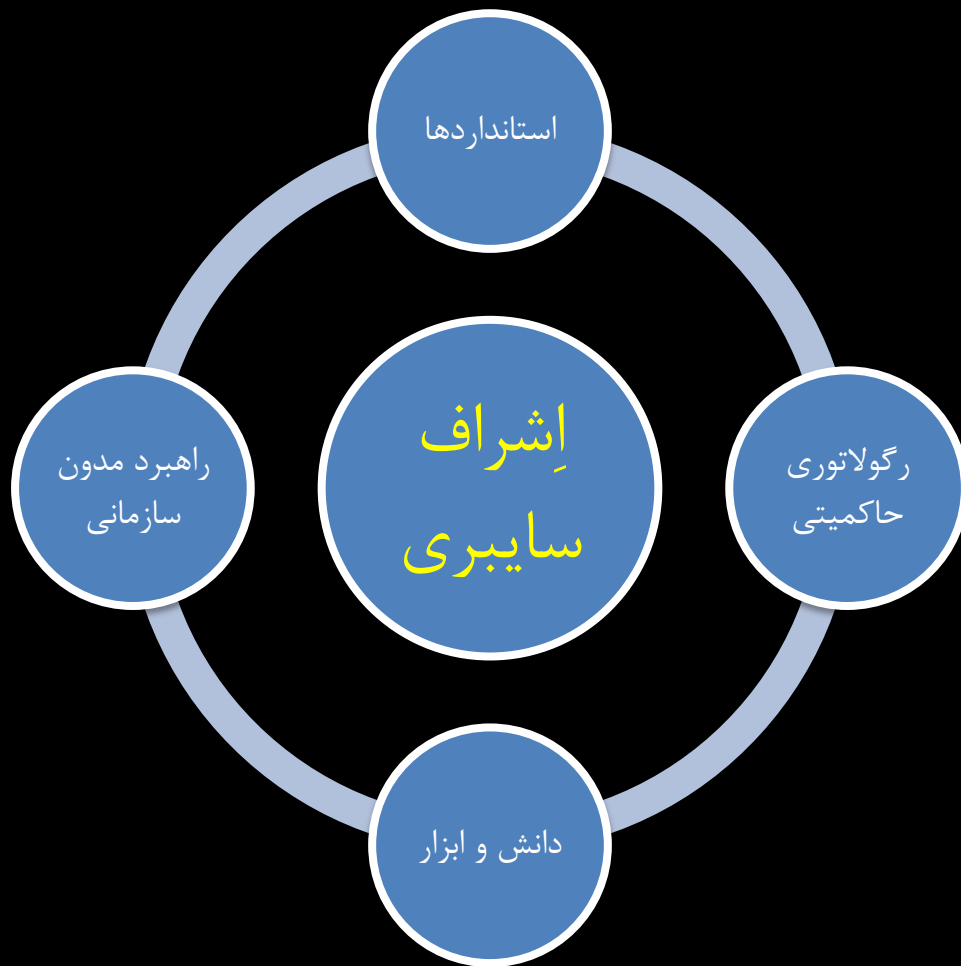 استانداردها
رگولاتوری
حاکمیتی
اِشراف
سایبری
راهبرد مدون
سازمانی
دانش و ابزار